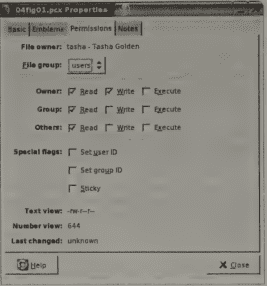 04fig01.pcx Properties
Basic Emblems Permissions Notes
File owner: tasha - Tasha Golden
File group: users
Owner: Read Write Execute
Group: Read Write Execute
Others: Read Write Execute
Special flags: Set user ID
Set group ID
Sticky
Text view: -rw-r--r--
Number view: 644
Last changed: unknown
Help Close